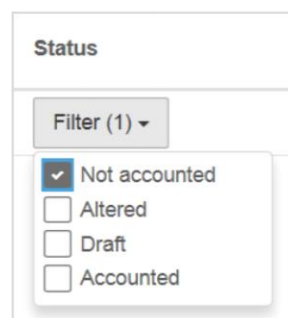 Status
Filter (1)
Not accounted
Altered
Draft
Accounted